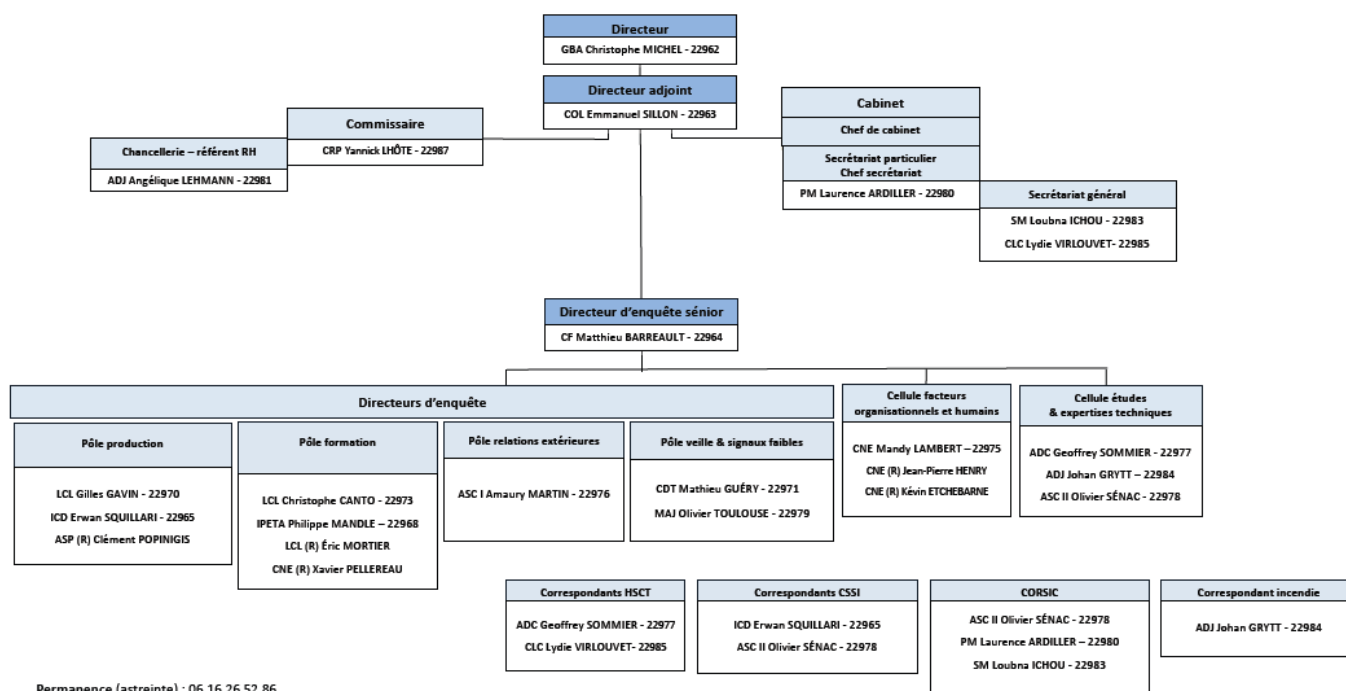 Directeur
GBA Christophe MICHEL - 22962
Directeur adjoint
COL Emmanuel SILLON - 22963
Commissaire
CRP Yannick LHÔTE - 22987
Chancellerie – référent RH
ADJ Angélique LEHMANN - 22981
Cabinet
Chef de cabinet
Secrétariat particulier
Chef secrétariat
PM Laurence ARDILLER - 22980
Secrétariat général
SM Loubna ICHOU - 22983
CLC Lydie VIRLOUVET- 22985
Directeur d'enquête sénior
CF Matthieu BARREAULT - 22964
Directeurs d'enquête
Pôle production
LCL Gilles GAVIN - 22970
ICD Erwan SQUILLARI - 22965
ASP (R) Clément POPINIGIS
Pôle formation
LCL Christophe CANTO - 22973
IPETA Philippe MANDLE – 22968
LCL (R) Éric MORTIER
CNE (R) Xavier PELLEREAU
Pôle relations extérieures
ASC I Amaury MARTIN - 22976
Pôle veille & signaux faibles
CDT Mathieu GUÉRY - 22971
MAJ Olivier TOULOUSE - 22979
Cellule facteurs
organisationnels et humains
CNE Mandy LAMBERT – 22975
CNE (R) Jean-Pierre HENRY
CNE (R) Kévin ETCHEBARNE
Cellule études
& expertises techniques
ADC Geoffrey SOMMIER - 22977
ADJ Johan GRYTT – 22984
ASC II Olivier SÉNAC - 22978
Correspondants HSCT
ADC Geoffrey SOMMIER - 22977
CLC Lydie VIRLOUVET- 22985
Correspondants CSSI
ICD Erwan SQUILLARI - 22965
ASC II Olivier SÉNAC - 22978
CORSIC
ASC II Olivier SÉNAC - 22978
PM Laurence ARDILLER – 22980
SM Loubna ICHOU - 22983
Correspondant incendie
ADJ Johan GRYTT - 22984
Permanence (astreinte) : 06 16 26 52 86